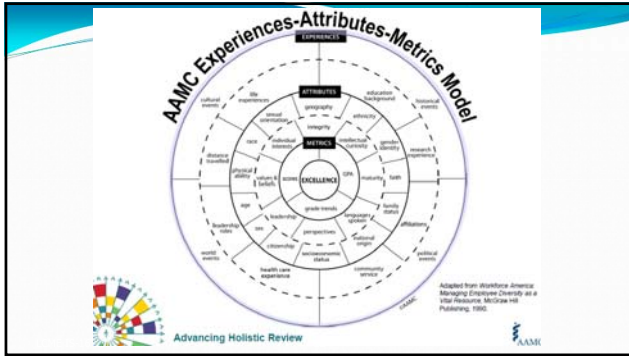 AAMC Experiences-Attributes-Metrics Model
EXPERIENCES
life
experiences
education
background
cultural
events
historical
events
ATTRIBUTES
geography
sexual
orientation
ethnicity
integrity
race
individual
interests
METRICS
intellectual
curiosity
gender
identity
research
experience
distance
travelled
physical
ability
values &
beliefs
scores
EXCELLENCE
GPA
maturity
faith
grade trends
family
status
age
leadership
languages
spoken
leadership
roles
sex
perspectives
national
origin
affiliations
citizenship
socioeconomic
status
world
events
health care
experience
community
service
political
events
©AAMC
Adapted from Workforce America:
Managing Employee Diversity as a
Vital Resource, McGraw Hill
Publishing, 1990.
Advancing Holistic Review
AAMC